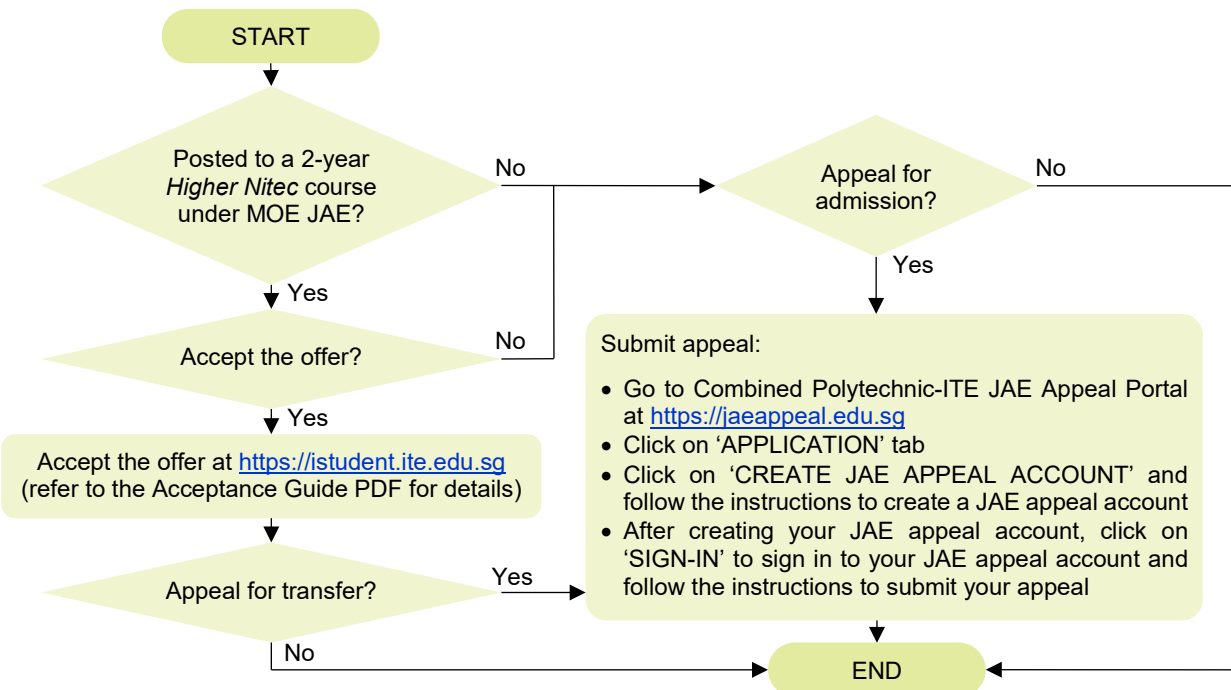 START
Posted to a 2-year
Higher Nitec course
under MOE JAE?
No
Yes
Accept the offer?
No
Yes
Accept the offer at https://istudent.ite.edu.sg
(refer to the Acceptance Guide PDF for details)
Appeal for transfer?
Yes
No
Appeal for
admission?
No
Yes
Submit appeal:
• Go to Combined Polytechnic-ITE JAE Appeal Portal
at https://jaeappeal.edu.sg
• Click on ‘APPLICATION’ tab
• Click on ‘CREATE JAE APPEAL ACCOUNT’ and
follow the instructions to create a JAE appeal account
• After creating your JAE appeal account, click on
‘SIGN-IN’ to sign in to your JAE appeal account and
follow the instructions to submit your appeal
END